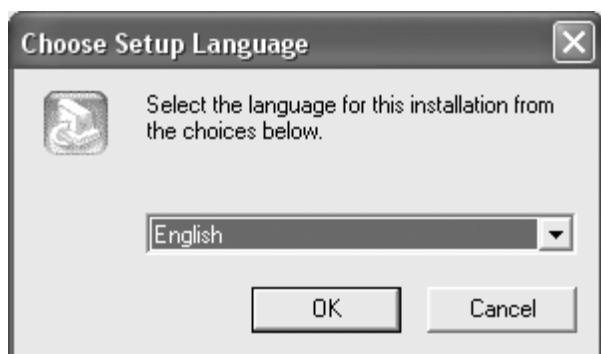 Choose Setup Language
Select the language for this installation from
the choices below.
English
OK
Cancel